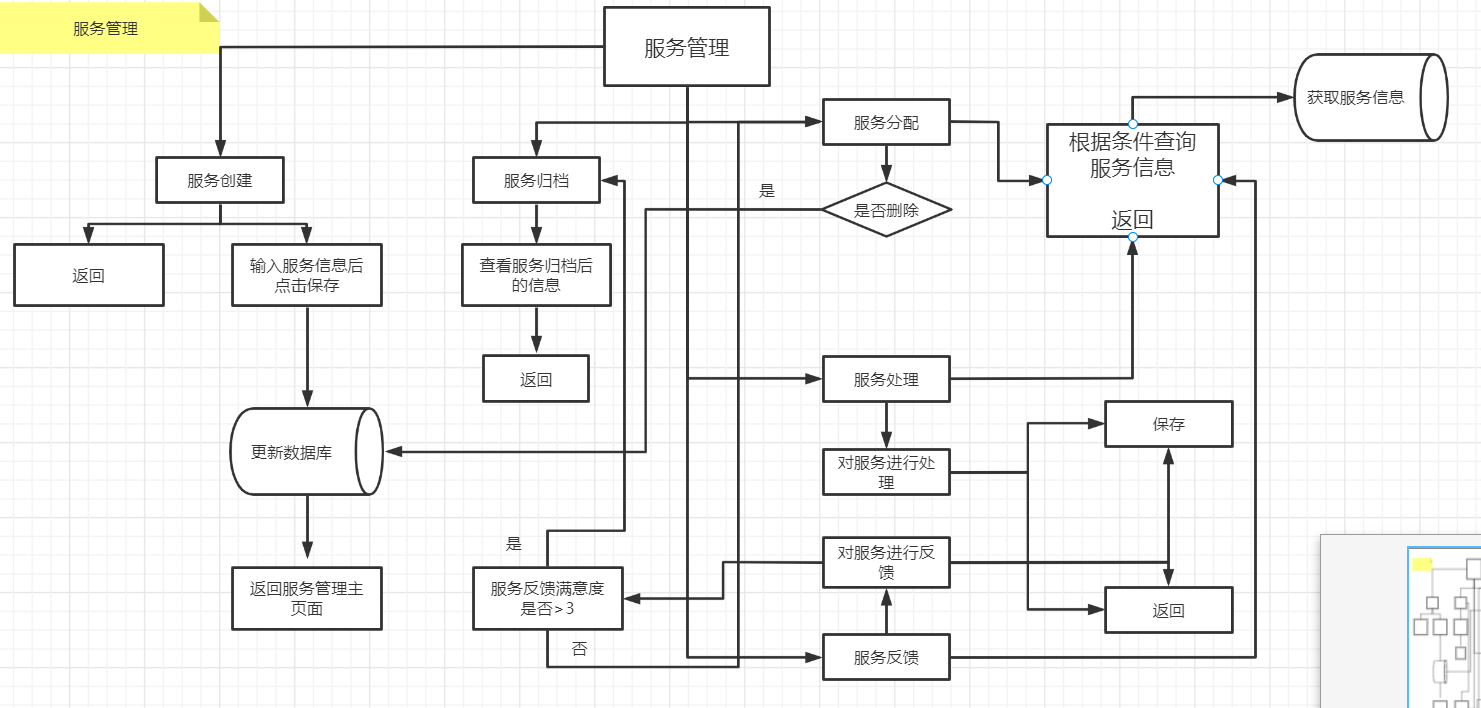 服务管理
服务管理
获取服务信息
服务分配
根据条件查询
服务信息
返回
服务创建
服务归档
是
是否删除
返回
输入服务信息后
点击保存
查看服务归档后
的信息
返回
服务处理
保存
更新数据库
对服务进行处
理
是
对服务进行反
馈
返回服务管理主
页面
服务反馈满意度
是否>3
返回
否
服务反馈